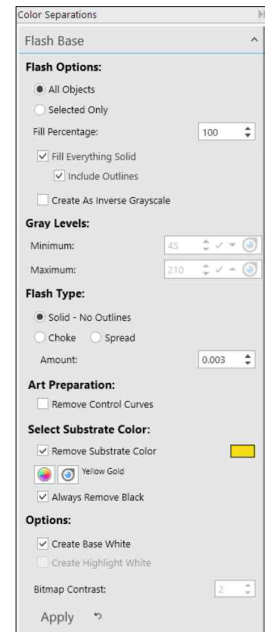 Color Separations
Flash Base
Flash Options:
All Objects
Selected Only
Fill Percentage: 100
Fill Everything Solid
Include Outlines
Create As Inverse Grayscale
Gray Levels:
Minimum: 45
Maximum: 210
Flash Type:
Solid - No Outlines
Choke Spread
Amount: 0.003
Art Preparation:
Remove Control Curves
Select Substrate Color:
Remove Substrate Color
Yellow Gold
Always Remove Black
Options:
Create Base White
Create Highlight White
Bitmap Contrast: 2
Apply